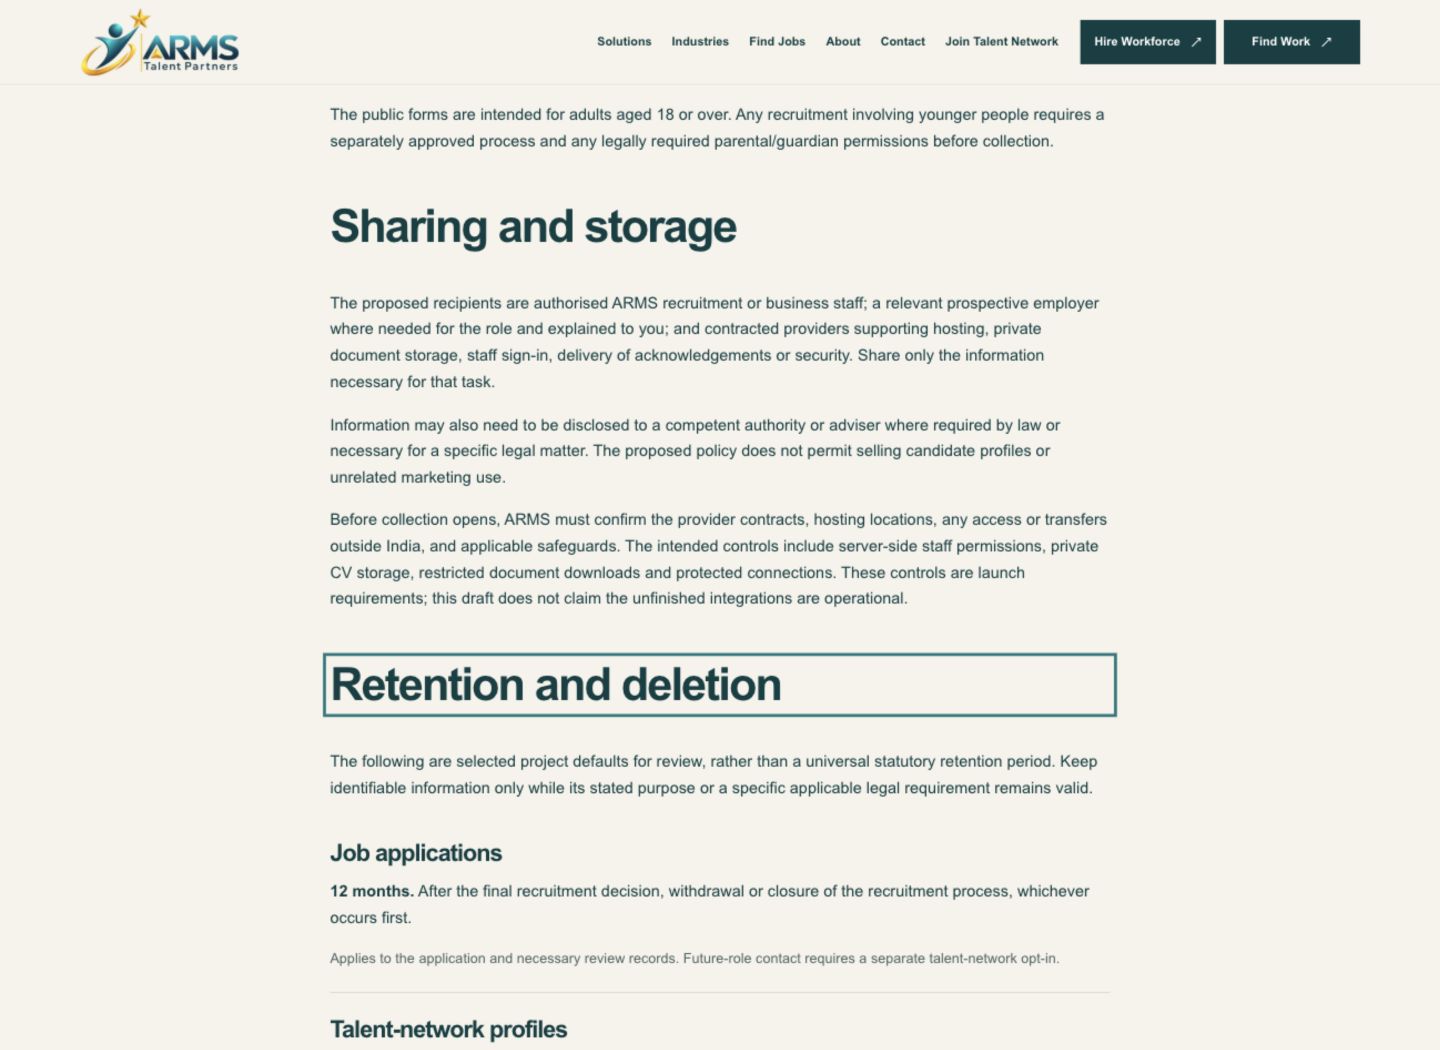 ARMS
Talent Partners
Solutions
Industries
Find Jobs
About
Contact
Join Talent Network
Hire Workforce ↗
Find Work ↗
The public forms are intended for adults aged 18 or over. Any recruitment involving younger people requires a
separately approved process and any legally required parental/guardian permissions before collection.
Sharing and storage
The proposed recipients are authorised ARMS recruitment or business staff; a relevant prospective employer
where needed for the role and explained to you; and contracted providers supporting hosting, private
document storage, staff sign-in, delivery of acknowledgements or security. Share only the information
necessary for that task.
Information may also need to be disclosed to a competent authority or adviser where required by law or
necessary for a specific legal matter. The proposed policy does not permit selling candidate profiles or
unrelated marketing use.
Before collection opens, ARMS must confirm the provider contracts, hosting locations, any access or transfers
outside India, and applicable safeguards. The intended controls include server-side staff permissions, private
CV storage, restricted document downloads and protected connections. These controls are launch
requirements; this draft does not claim the unfinished integrations are operational.
Retention and deletion
The following are selected project defaults for review, rather than a universal statutory retention period. Keep
identifiable information only while its stated purpose or a specific applicable legal requirement remains valid.
Job applications
12 months. After the final recruitment decision, withdrawal or closure of the recruitment process, whichever
occurs first.
Applies to the application and necessary review records. Future-role contact requires a separate talent-network opt-in.
Talent-network profiles